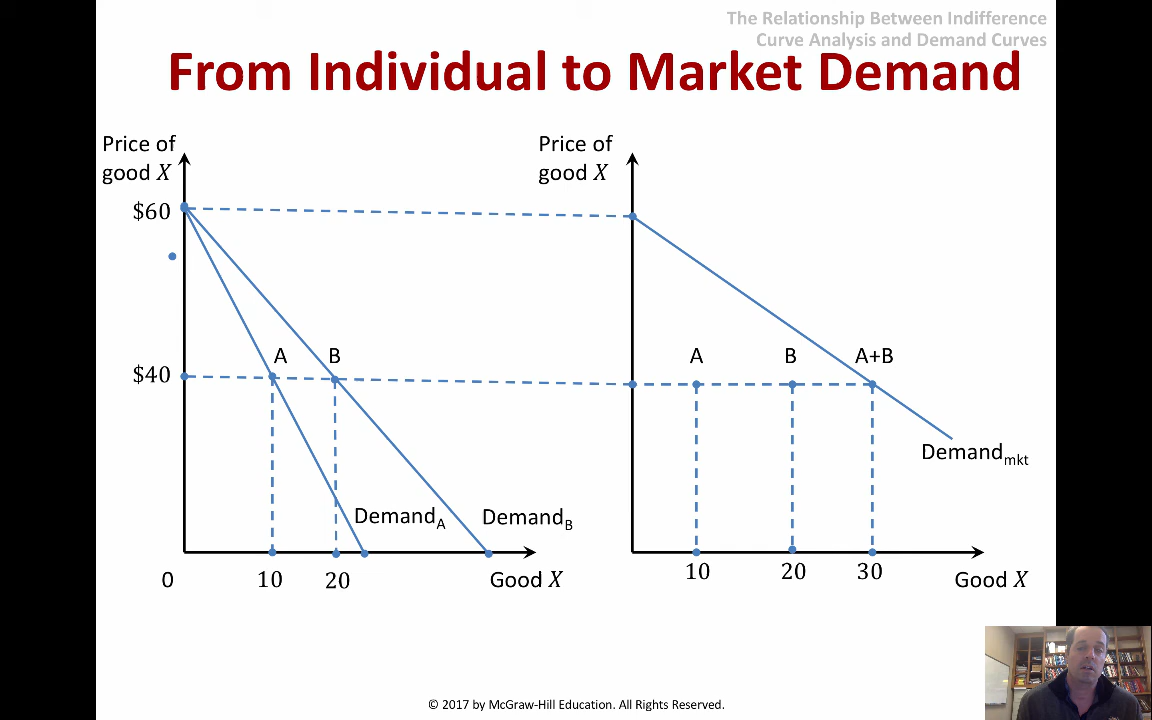 The Relationship Between Indifference
Curve Analysis and Demand Curves
From Individual to Market Demand
Price of
good X
$60
$40
A
B
Demand_A
Demand_B
0
10
20
Good X
Price of
good X
A
B
A+B
Demand_mkt
10
20
30
Good X
© 2017 by McGraw-Hill Education. All Rights Reserved.